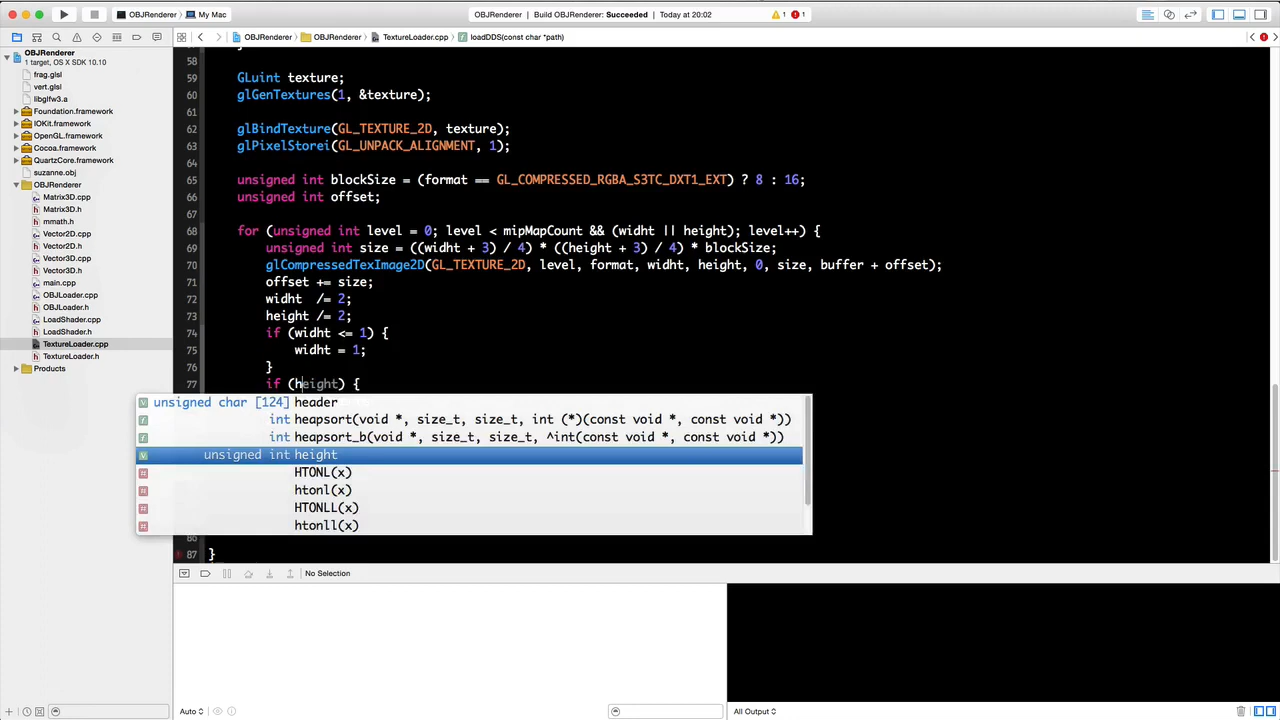 OBJRenderer
My Mac
OBJRenderer | Build OBJRenderer: Succeeded | Today at 20:02
1
1
OBJRenderer
1 target, OS X SDK 10.10
frag.glsl
vert.glsl
libglfw3.a
Foundation.framework
IOKit.framework
OpenGL.framework
Cocoa.framework
QuartzCore.framework
suzanne.obj
OBJRenderer
Matrix3D.cpp
Matrix3D.h
mmath.h
Vector2D.cpp
Vector2D.h
Vector3D.cpp
Vector3D.h
main.cpp
OBJLoader.cpp
OBJLoader.h
LoadShader.cpp
LoadShader.h
TextureLoader.cpp
TextureLoader.h
Products
OBJRenderer
OBJRenderer
TextureLoader.cpp
loadDDS(const char *path)
58
59 GLuint texture;
60 glGenTextures(1, &texture);
61
62 glBindTexture(GL_TEXTURE_2D, texture);
63 glPixelStorei(GL_UNPACK_ALIGNMENT, 1);
64
65 unsigned int blockSize = (format == GL_COMPRESSED_RGBA_S3TC_DXT1_EXT) ? 8 : 16;
66 unsigned int offset;
67
68 for (unsigned int level = 0; level < mipMapCount && (widht || height); level++) {
69 unsigned int size = ((widht + 3) / 4) * ((height + 3) / 4) * blockSize;
70 glCompressedTexImage2D(GL_TEXTURE_2D, level, format, widht, height, 0, size, buffer + offset);
71 offset += size;
72 widht /= 2;
73 height /= 2;
74 if (widht <= 1) {
75 widht = 1;
76 }
77 if (height) {
unsigned char [124] header
int heapsort(void *, size_t, size_t, int (*)(const void *, const void *))
int heapsort_b(void *, size_t, size_t, ^int(const void *, const void *))
unsigned int height
HTONL(x)
htonl(x)
HTONLL(x)
htonll(x)
86
87 }
No Selection
Auto
All Output